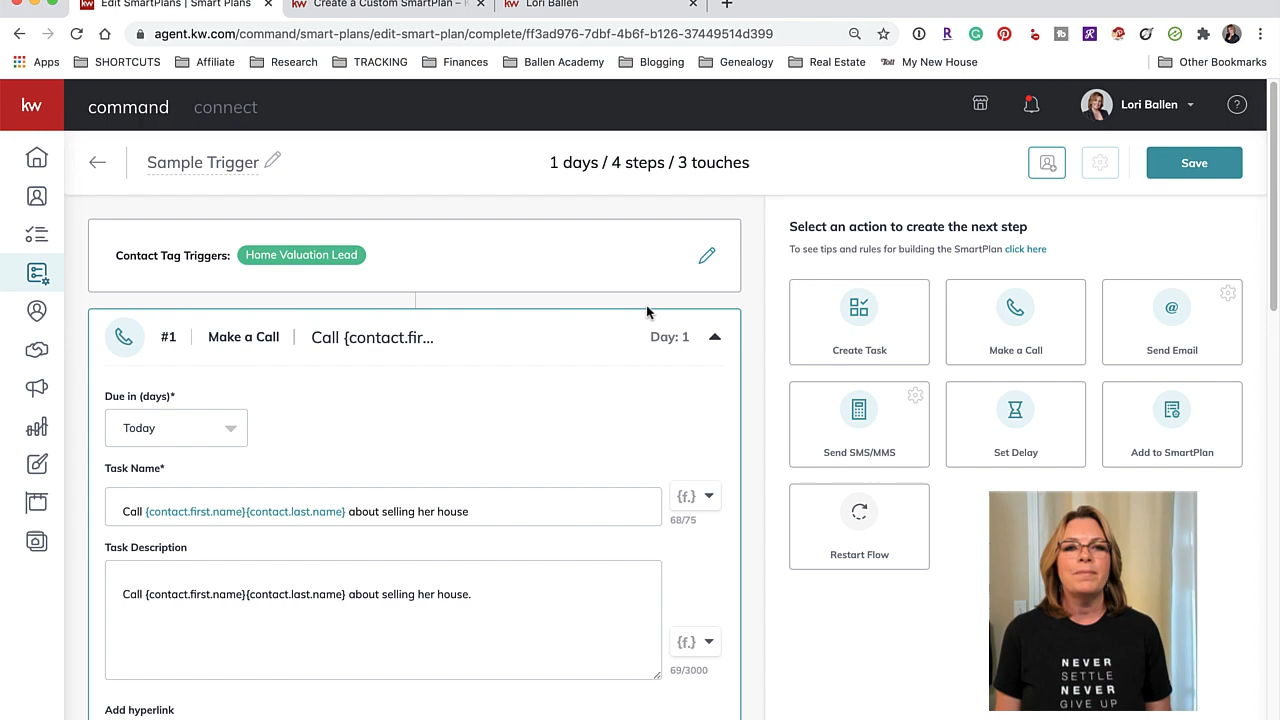 Edit SmartPlans | Smart Plans
Create a Custom SmartPlan –
Lori Ballen
agent.kw.com/command/smart-plans/edit-smart-plan/complete/
Apps SHORTCUTS Affiliate Research TRACKING Finances Ballen Academy Blogging Genealogy Real Estate My New House Other Bookmarks
kw command connect Lori Ballen
Sample Trigger 1 days / 4 steps / 3 touches Save
Contact Tag Triggers: Home Valuation Lead
#1 Make a Call Call {contact.fir... Day: 1
Due in (days)*
Today
Task Name*
Call {contact.first.name}{contact.last.name} about selling her house
{f.}
68/75
Task Description
Call {contact.first.name}{contact.last.name} about selling her house.
{f.}
69/3000
Add hyperlink
Select an action to create the next step
To see tips and rules for building the SmartPlan click here
Create Task Make a Call Send Email
Send SMS/MMS Set Delay Add to SmartPlan
Restart Flow
NEVER
SETTLE
NEVER
GIVE UP